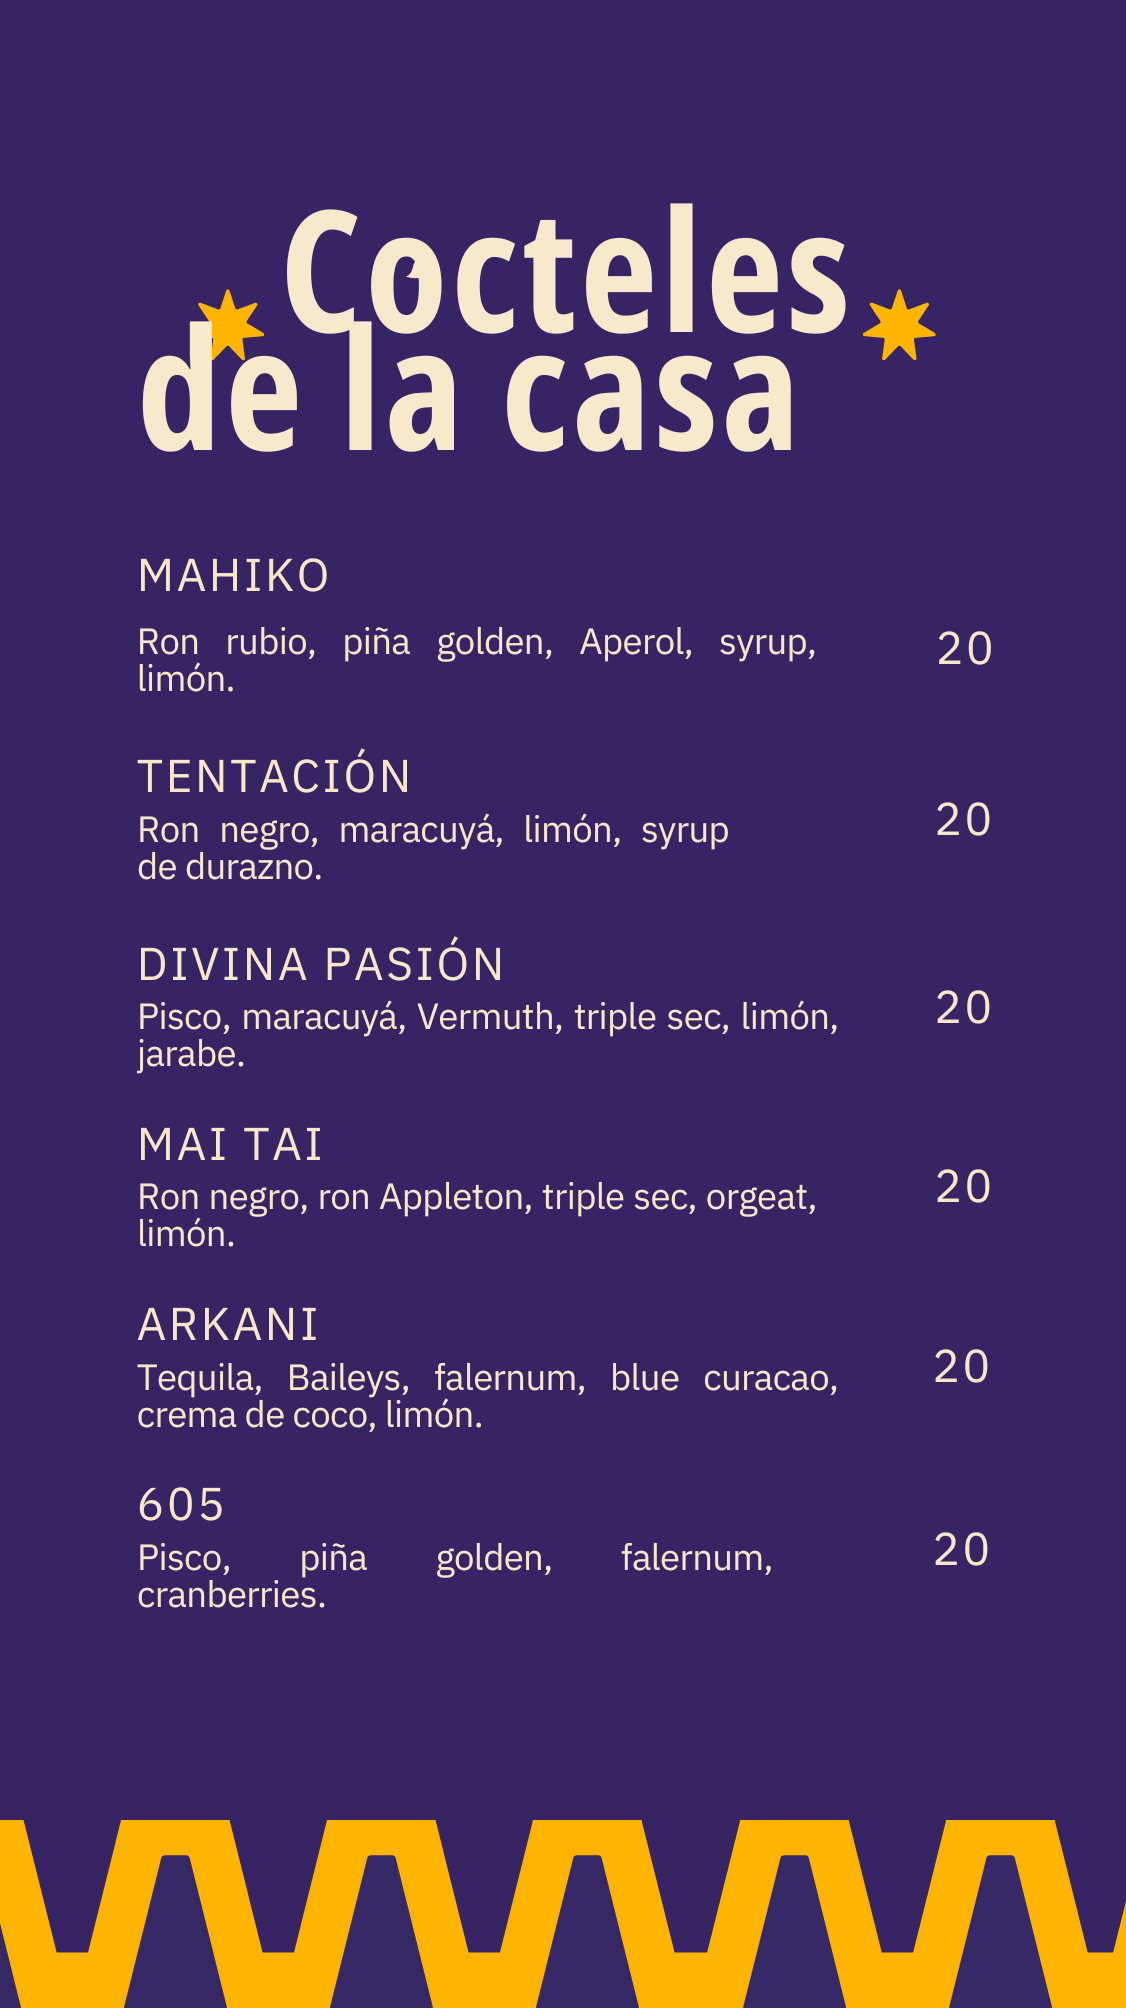 Cocteles
de la casa
MAHIKO
Ron rubio, piña golden, Aperol, syrup,
limón.
20
TENTACIÓN
Ron negro, maracuyá, limón, syrup
de durazno.
20
DIVINA PASIÓN
Pisco, maracuyá, Vermuth, triple sec, limón,
jarabe.
20
MAI TAI
Ron negro, ron Appleton, triple sec, orgeat,
limón.
20
ARKANI
Tequila, Baileys, falernum, blue curacao,
crema de coco, limón.
20
605
Pisco, piña golden, falernum,
cranberries.
20